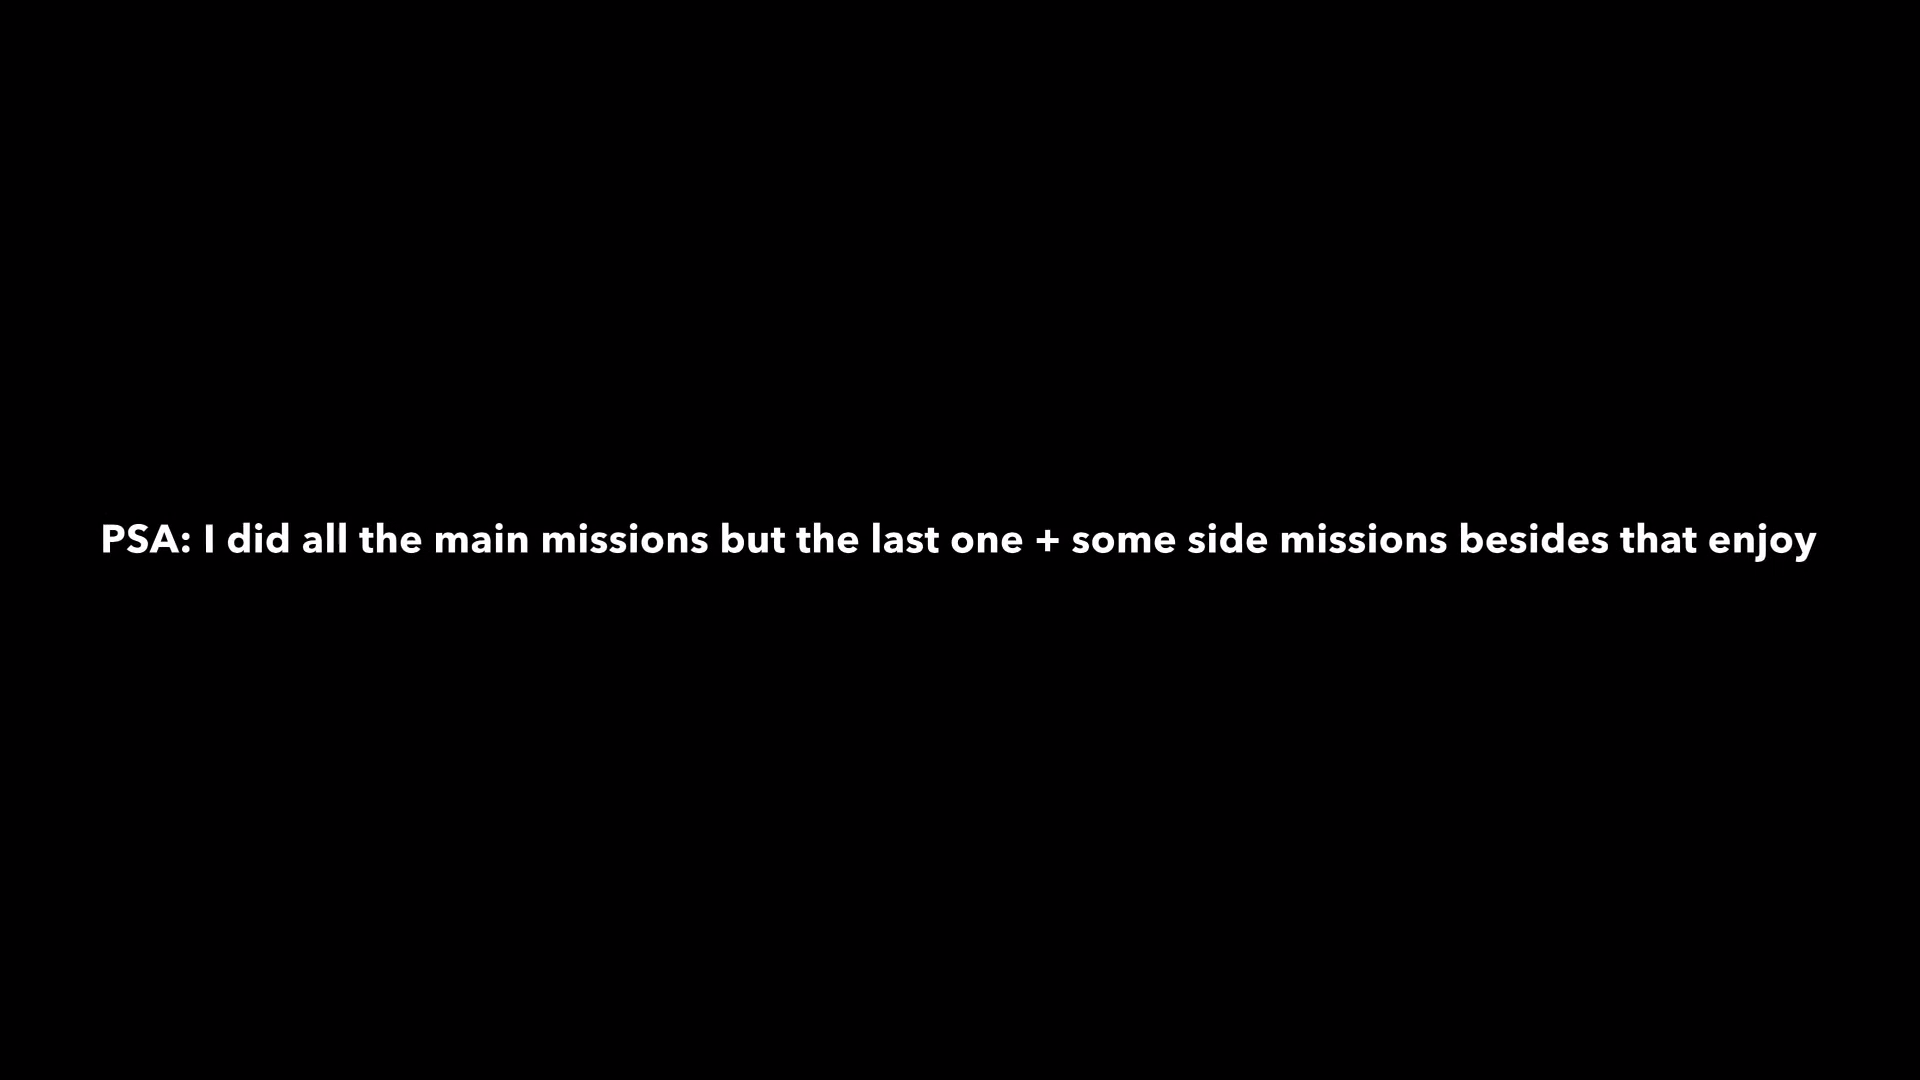 PSA: I did all the main missions but the last one + some side missions besides that enjoy